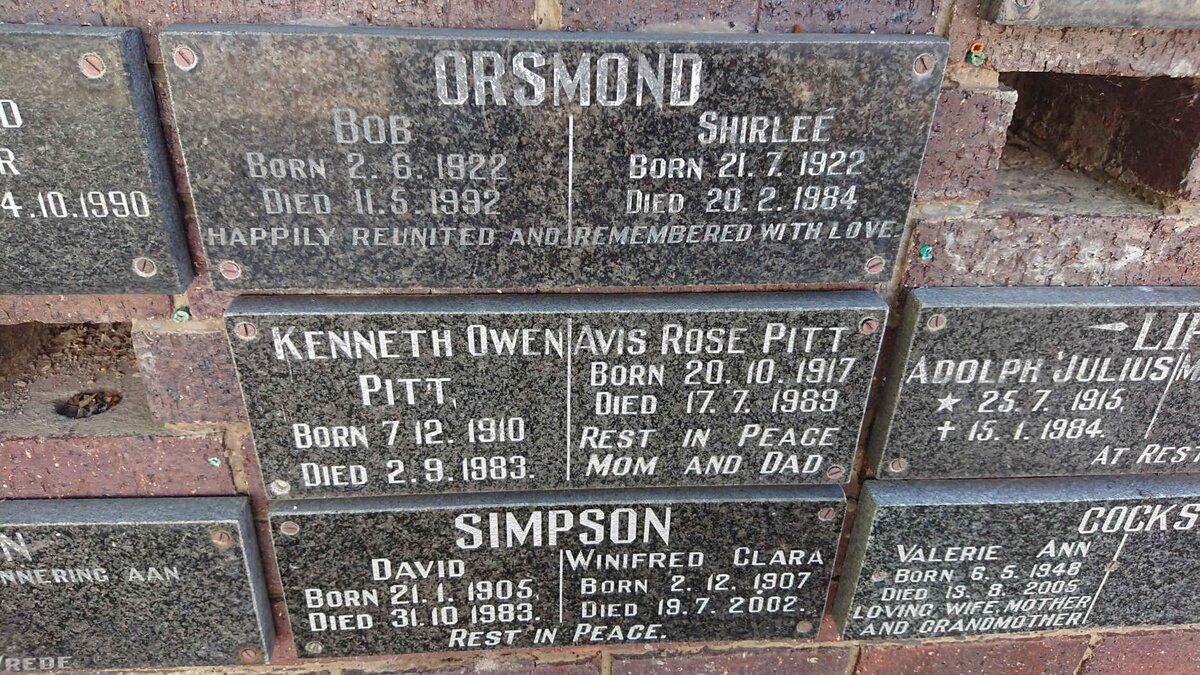 D
R
4.10.1990
ORSMOND
BOB
BORN 2. 6. 1922
DIED 11.5.1992
SHIRLEÉ
BORN 21. 7. 1922
DIED 20. 2. 1984
HAPPILY REUNITED AND REMEMBERED WITH LOVE.
KENNETH OWEN
PITT,
BORN 7 12. 1910
DIED 2. 9. 1983.
AVIS ROSE PITT
BORN 20. 10. 1917
DIED 17. 7. 1989
REST IN PEACE
MOM AND DAD
ADOLPH JULIUS
★ 25. 7. 1915,
✝ 15. 1. 1984.
AT REST
N
NNERING AAN
VREDE
SIMPSON
DAVID
BORN 21. 1. 1905,
DIED 31. 10 1983.
WINIFRED CLARA
BORN 2. 12. 1907
DIED 19. 7. 2002.
REST IN PEACE.
COCKS
VALERIE ANN
BORN 6. 5. 1948
DIED 13. 8. 2005
LOVING WIFE, MOTHER
AND GRANDMOTHER